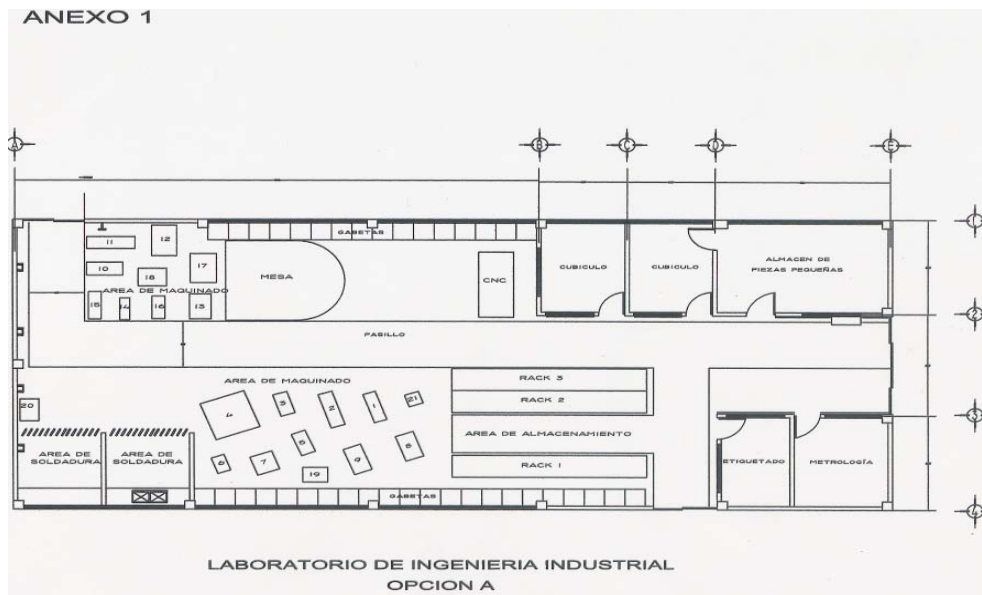 ANEXO 1
A
B
C
D
E
GABETAS
11
12
10
18
17
MESA
CNC
CUBICULO
CUBICULO
ALMACEN DE
PIEZAS PEQUEÑAS
AREA DE MAQUINADO
15
14
16
13
1
2
3
4
PASILLO
AREA DE MAQUINADO
4
3
2
1
21
5
8
6
7
9
19
20
RACK 3
RACK 2
AREA DE ALMACENAMIENTO
RACK 1
AREA DE
SOLDADURA
AREA DE
SOLDADURA
ETIQUETADO
METROLOGÍA
GABETAS
LABORATORIO DE INGENIERIA INDUSTRIAL
OPCION A